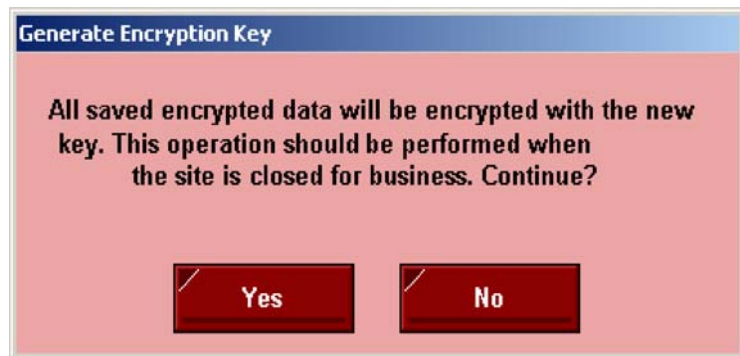 Generate Encryption Key
All saved encrypted data will be encrypted with the new
key. This operation should be performed when
the site is closed for business. Continue?
Yes
No